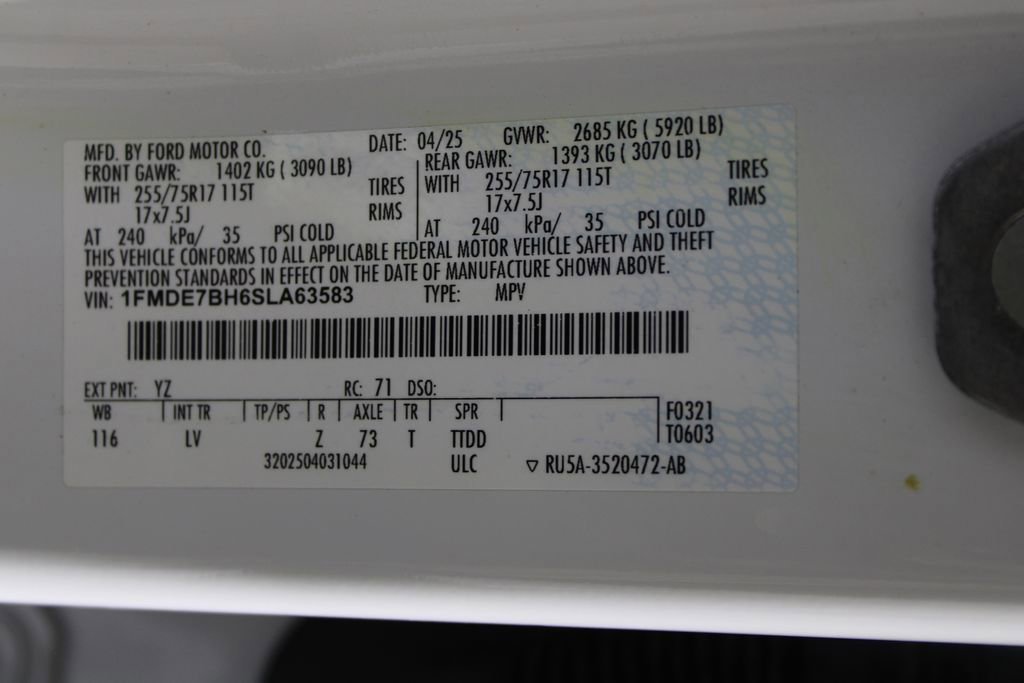 MFD. BY FORD MOTOR CO. DATE: 04/25 GVWR: 2685 KG ( 5920 LB)
FRONT GAWR: 1402 KG ( 3090 LB) REAR GAWR: 1393 KG ( 3070 LB)
WITH 255/75R17 115T TIRES WITH 255/75R17 115T TIRES
17x7.5J RIMS 17x7.5J RIMS
AT 240 kPa/ 35 PSI COLD AT 240 kPa/ 35 PSI COLD
THIS VEHICLE CONFORMS TO ALL APPLICABLE FEDERAL MOTOR VEHICLE SAFETY AND THEFT
PREVENTION STANDARDS IN EFFECT ON THE DATE OF MANUFACTURE SHOWN ABOVE.
VIN: 1FMDE7BH6SLA63583 TYPE: MPV
EXT PNT: YZ RC: 71 DSO:
WB INT TR TP/PS R AXLE TR SPR F0321
116 LV Z 73 T TTDD T0603
3202504031044 ULC ▽ RU5A-3520472-AB